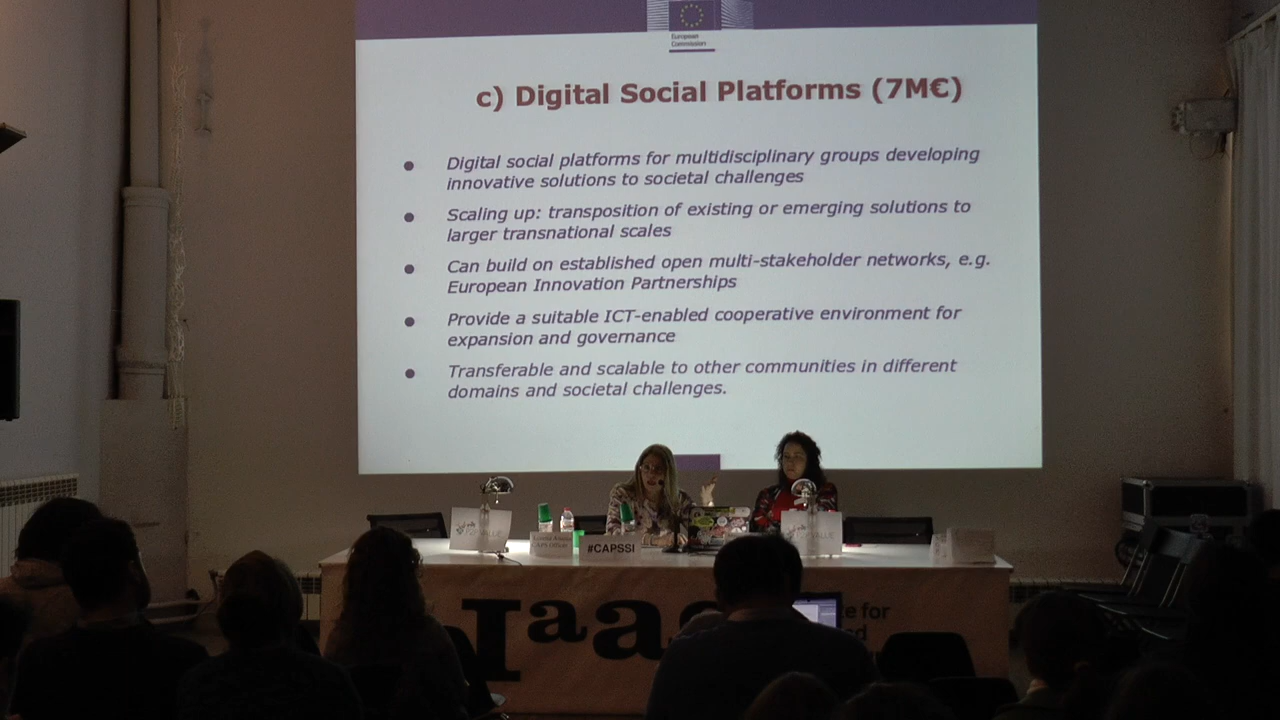 European
Commission
c) Digital Social Platforms (7M€)
Digital social platforms for multidisciplinary groups developing
innovative solutions to societal challenges
Scaling up: transposition of existing or emerging solutions to
larger transnational scales
Can build on established open multi-stakeholder networks, e.g.
European Innovation Partnerships
Provide a suitable ICT-enabled cooperative environment for
expansion and governance
Transferable and scalable to other communities in different
domains and societal challenges.
VALUE
#CAPSSI
VALUE
Iaa
for